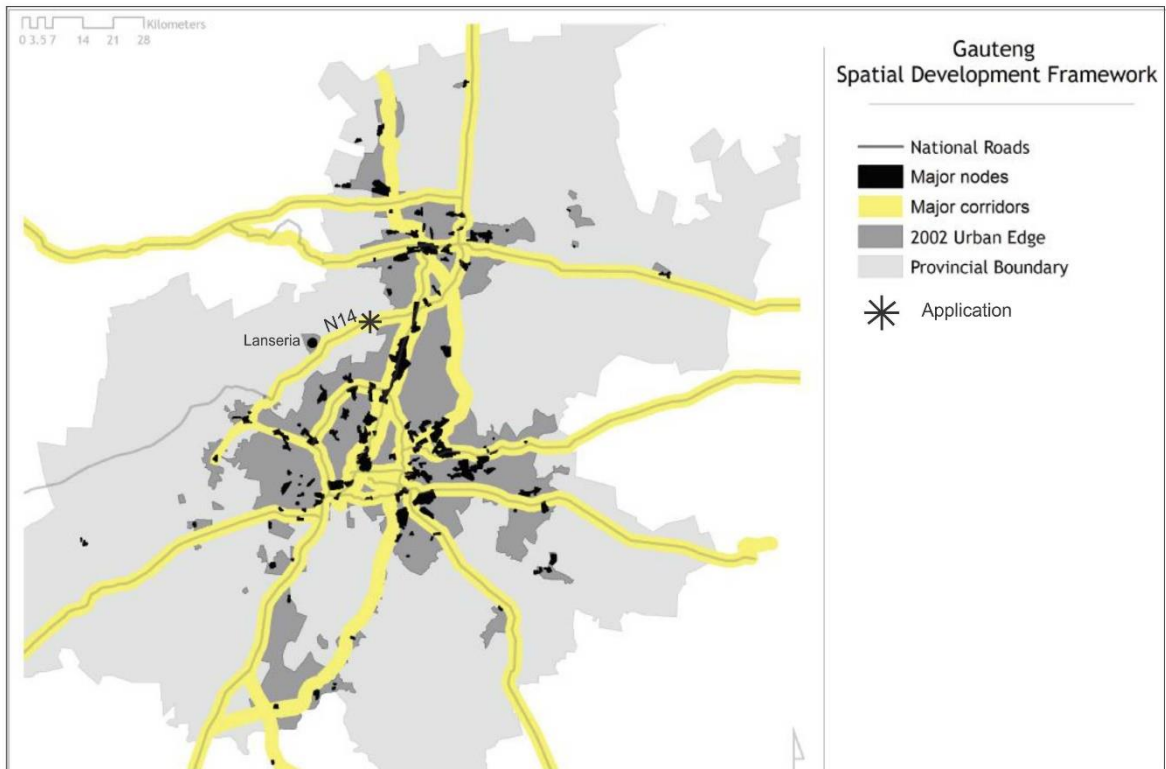 Kilometers
0 3.5 7 14 21 28
N14
Lanseria
Gauteng
Spatial Development Framework
National Roads
Major nodes
Major corridors
2002 Urban Edge
Provincial Boundary
Application